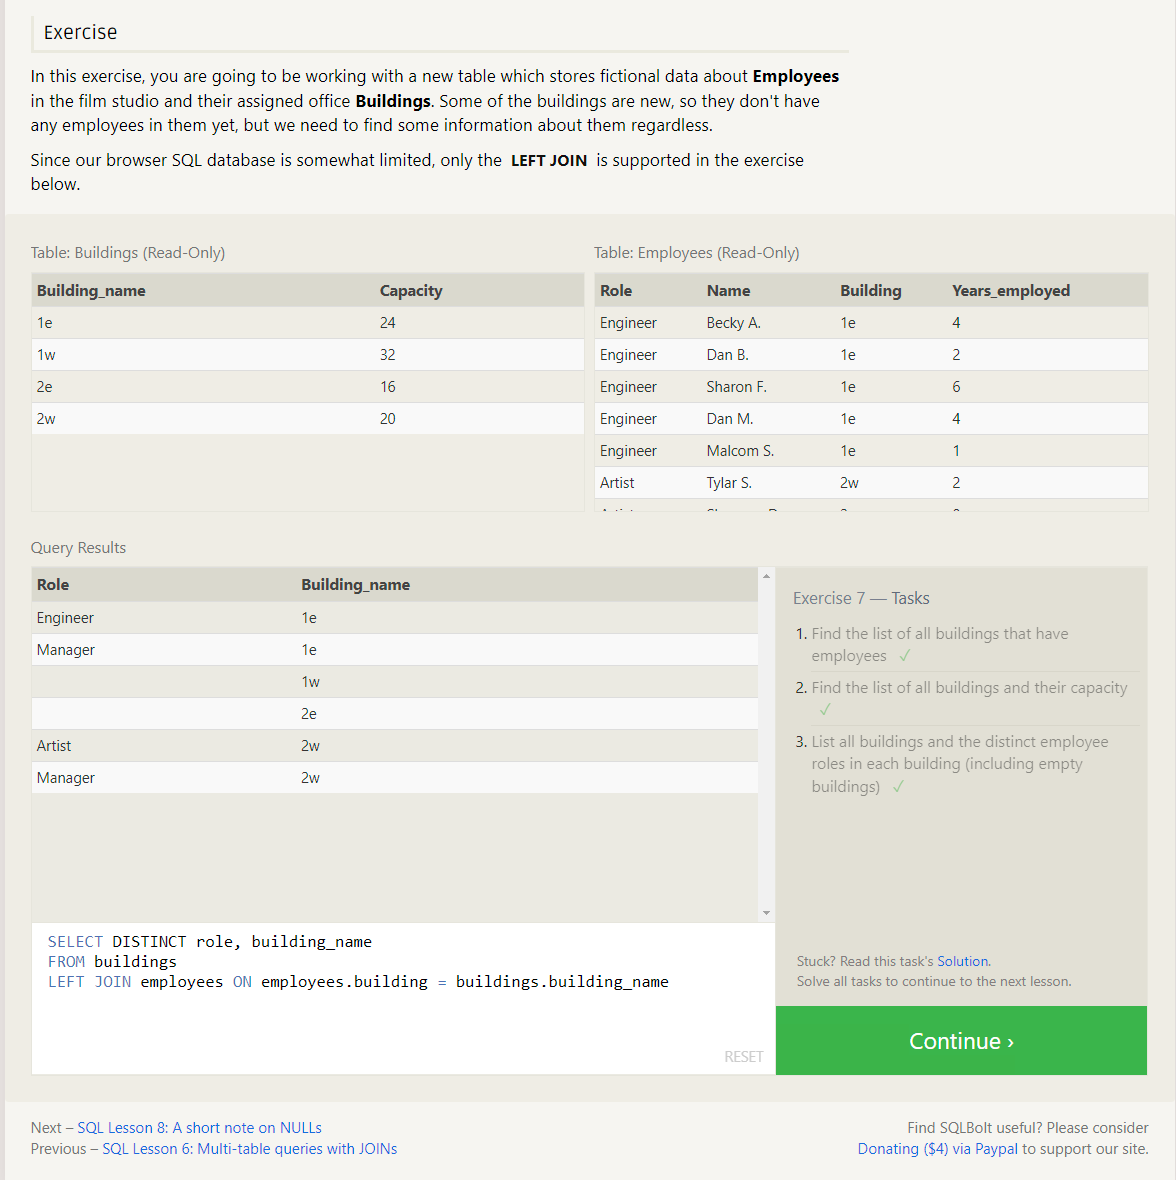 Exercise
In this exercise, you are going to be working with a new table which stores fictional data about Employees
in the film studio and their assigned office Buildings. Some of the buildings are new, so they don't have
any employees in them yet, but we need to find some information about them regardless.
Since our browser SQL database is somewhat limited, only the LEFT JOIN is supported in the exercise
below.
Table: Buildings (Read-Only)
Building_name Capacity
1e 24
1w 32
2e 16
2w 20
Table: Employees (Read-Only)
Role Name Building Years_employed
Engineer Becky A. 1e 4
Engineer Dan B. 1e 2
Engineer Sharon F. 1e 6
Engineer Dan M. 1e 4
Engineer Malcom S. 1e 1
Artist Tylar S. 2w 2
Query Results
Role Building_name
Engineer 1e
Manager 1e
1w
2e
Artist 2w
Manager 2w
SELECT DISTINCT role, building_name
FROM buildings
LEFT JOIN employees ON employees.building = buildings.building_name
RESET
Exercise 7 — Tasks
1. Find the list of all buildings that have
employees ✓
2. Find the list of all buildings and their capacity
✓
3. List all buildings and the distinct employee
roles in each building (including empty
buildings) ✓
Stuck? Read this task's Solution.
Solve all tasks to continue to the next lesson.
Continue ›
Next – SQL Lesson 8: A short note on NULLs
Previous – SQL Lesson 6: Multi-table queries with JOINs
Find SQLBolt useful? Please consider
Donating ($4) via Paypal to support our site.